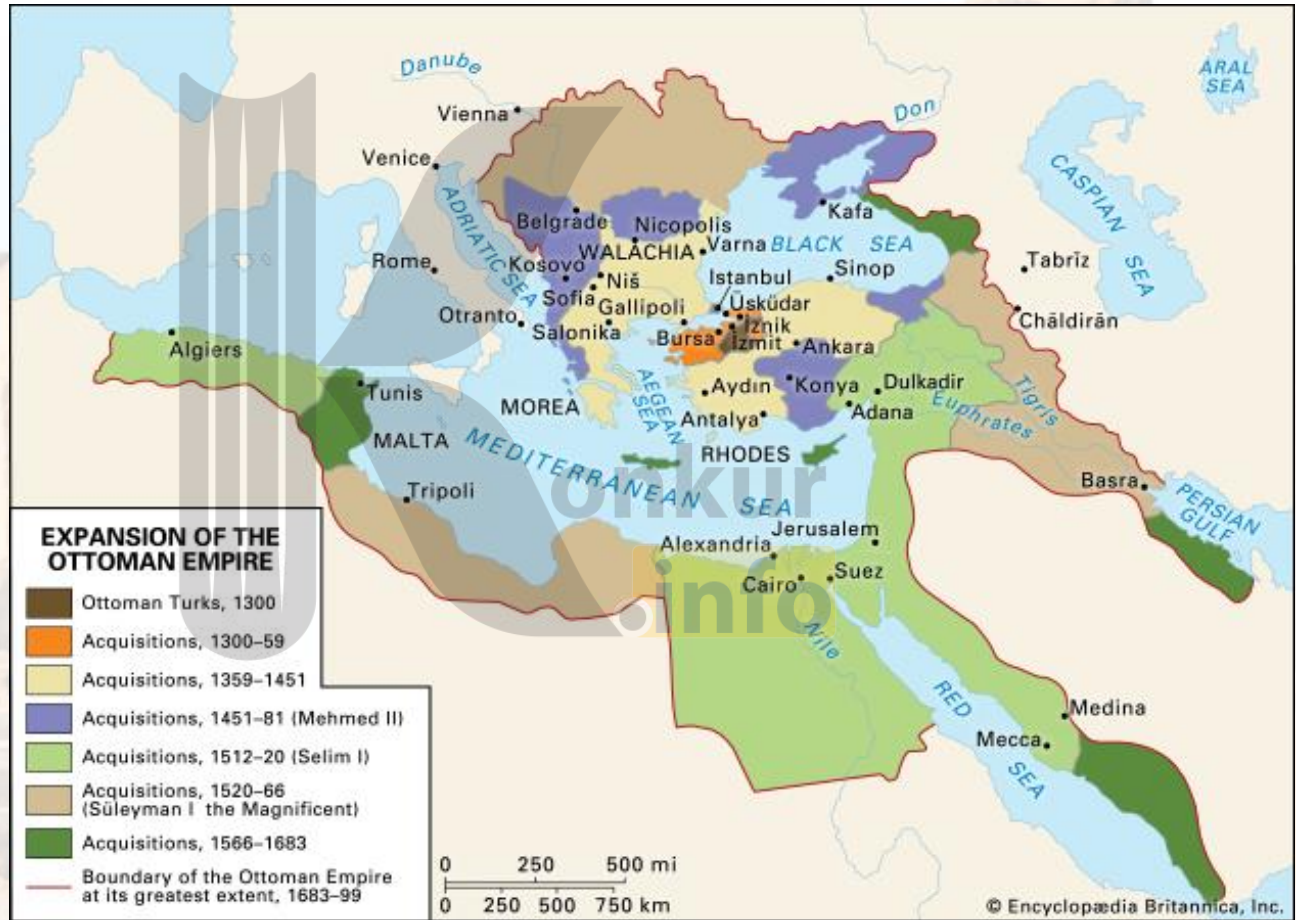 Danube
Vienna
Venice
ADRIATIC SEA
Rome
Otranto
Belgrade
Nicopolis
WALACHIA
Varna
Kosovo
Niš
Sofia
Gallipoli
Salonika
Istanbul
Üsküdar
İznik
İzmit
Bursa
Ankara
BLACK SEA
Sinop
Kafa
Don
ARAL
SEA
CASPIAN
SEA
Tabrīz
Chāldirān
Algiers
Tunis
MALTA
MOREA
AEGEAN
SEA
Aydın
Antalya
Konya
Dulkadir
Adana
Tigris
Euphrates
RHODES
MEDITERRANEAN SEA
Tripoli
Basra
PERSIAN
GULF
Jerusalem
Alexandria
Cairo
Suez
Nile
RED
SEA
Medina
Mecca
onkur
.info
EXPANSION OF THE
OTTOMAN EMPIRE
Ottoman Turks, 1300
Acquisitions, 1300–59
Acquisitions, 1359–1451
Acquisitions, 1451–81 (Mehmed II)
Acquisitions, 1512–20 (Selim I)
Acquisitions, 1520–66
(Süleyman I the Magnificent)
Acquisitions, 1566–1683
Boundary of the Ottoman Empire
at its greatest extent, 1683–99
0 250 500 mi
0 250 500 750 km
© Encyclopædia Britannica, Inc.